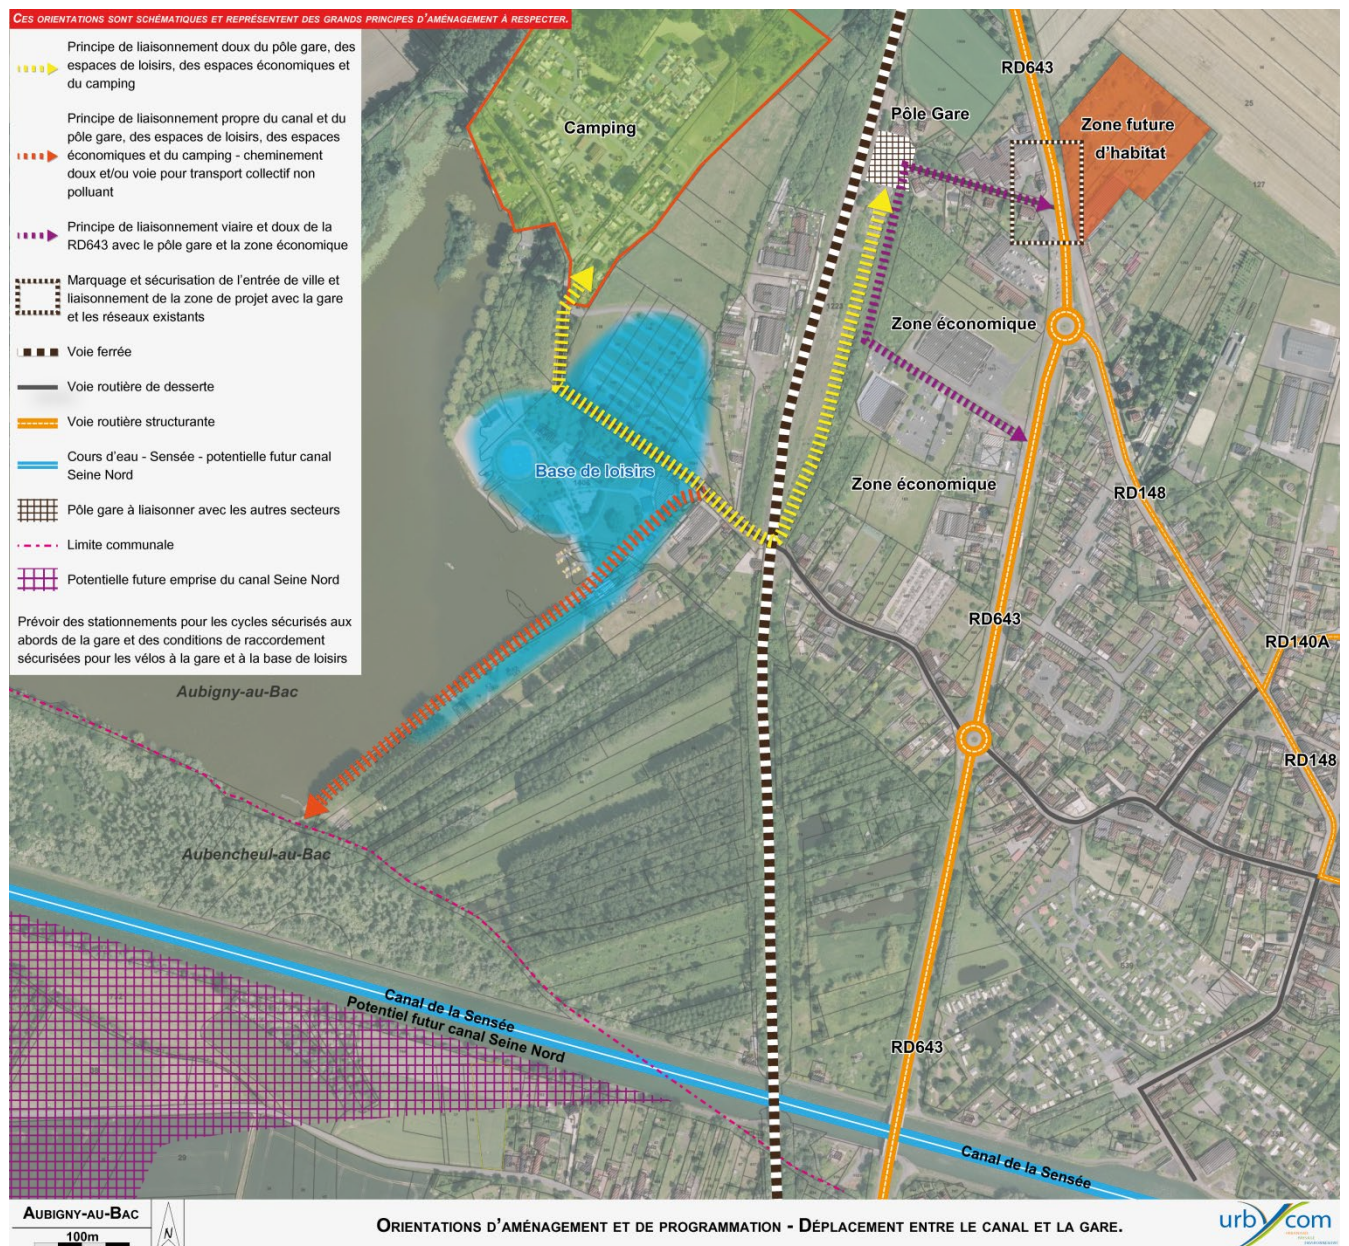 CES ORIENTATIONS SONT SCHÉMATIQUES ET REPRÉSENTENT DES GRANDS PRINCIPES D'AMÉNAGEMENT À RESPECTER.
Principe de liaisonnement doux du pôle gare, des
espaces de loisirs, des espaces économiques et
du camping
Principe de liaisonnement propre du canal et du
pôle gare, des espaces de loisirs, des espaces
économiques et du camping - cheminement
doux et/ou voie pour transport collectif non
polluant
Principe de liaisonnement viaire et doux de la
RD643 avec le pôle gare et la zone économique
Marquage et sécurisation de l'entrée de ville et
liaisonnement de la zone de projet avec la gare
et les réseaux existants
Voie ferrée
Voie routière de desserte
Voie routière structurante
Cours d'eau - Sensée - potentielle futur canal
Seine Nord
Pôle gare à liaisonner avec les autres secteurs
Limite communale
Potentielle future emprise du canal Seine Nord
Prévoir des stationnements pour les cycles sécurisés aux
abords de la gare et des conditions de raccordement
sécurisées pour les vélos à la gare et à la base de loisirs
RD643
Pôle Gare
Camping
Zone future
d'habitat
Zone économique
Base de loisirs
Zone économique
RD148
RD643
RD140A
Aubigny-au-Bac
RD148
Aubencheul-au-Bac
Canal de la Sensée
Potentiel futur canal Seine Nord
RD643
Canal de la Sensée
AUBIGNY-AU-BAC
100m
N
ORIENTATIONS D'AMÉNAGEMENT ET DE PROGRAMMATION - DÉPLACEMENT ENTRE LE CANAL ET LA GARE.
urbycom